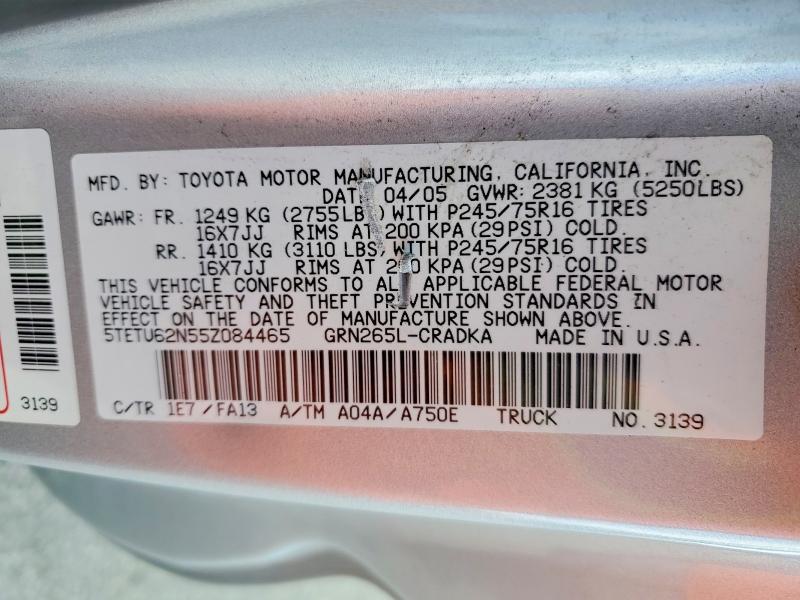 MFD. BY: TOYOTA MOTOR MANUFACTURING, CALIFORNIA, INC.
DAT 04/05 GVWR: 2381 KG (5250LBS)
GAWR: FR. 1249 KG (2755LB ) WITH P245/75R16 TIRES
16X7JJ RIMS AT 200 KPA (29PSI) COLD.
RR. 1410 KG (3110 LBS) WITH P245/75R16 TIRES
16X7JJ RIMS AT 2 0 KPA (29PSI) COLD.
THIS VEHICLE CONFORMS TO ALL APPLICABLE FEDERAL MOTOR
VEHICLE SAFETY AND THEFT PREVENTION STANDARDS IN
EFFECT ON THE DATE OF MANUFACTURE SHOWN ABOVE.
5TETU62N55Z084465 GRN265L-CRADKA MADE IN U.S.A.
C/TR 1E7/FA13 A/TM A04A/A750E TRUCK NO. 3139
3139